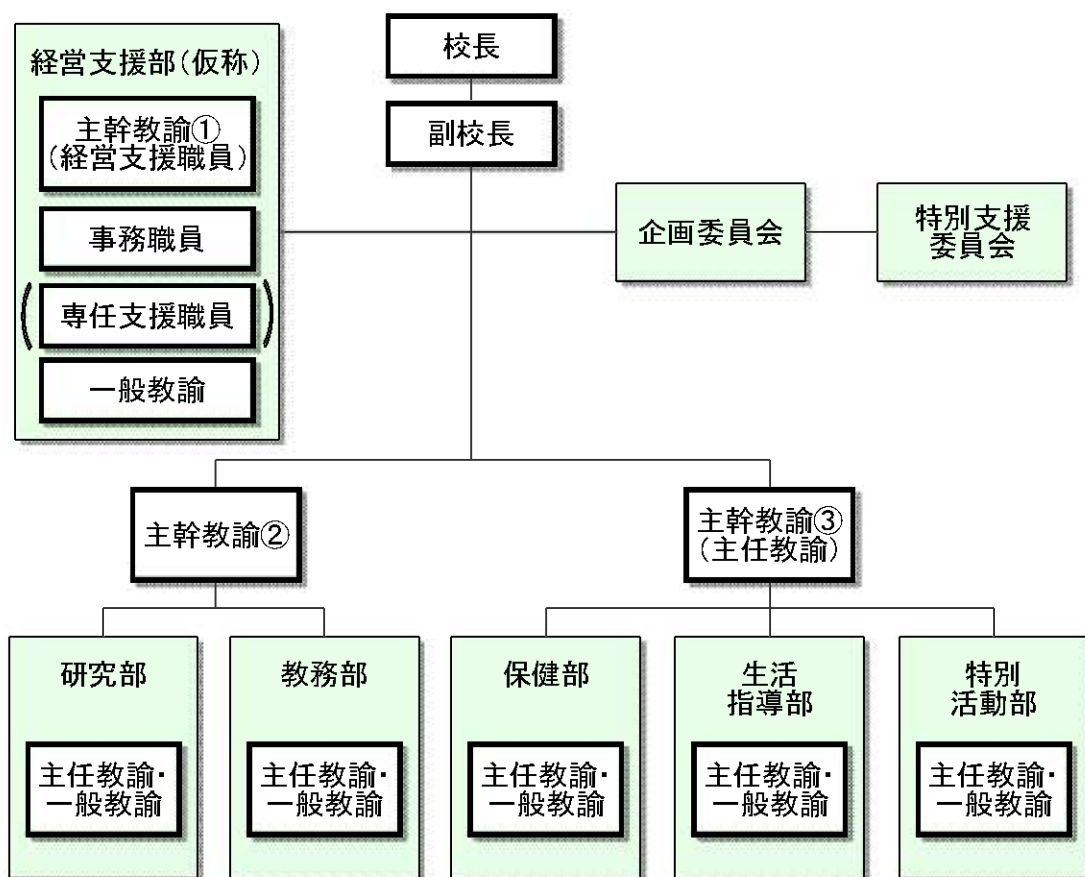 経営支援部(仮称)
主幹教諭①
(経営支援職員)
事務職員
(専任支援職員)
一般教諭
校長
副校長
企画委員会
特別支援
委員会
主幹教諭②
主幹教諭③
(主任教諭)
研究部
主任教諭・
一般教諭
教務部
主任教諭・
一般教諭
保健部
主任教諭・
一般教諭
生活
指導部
主任教諭・
一般教諭
特別
活動部
主任教諭・
一般教諭